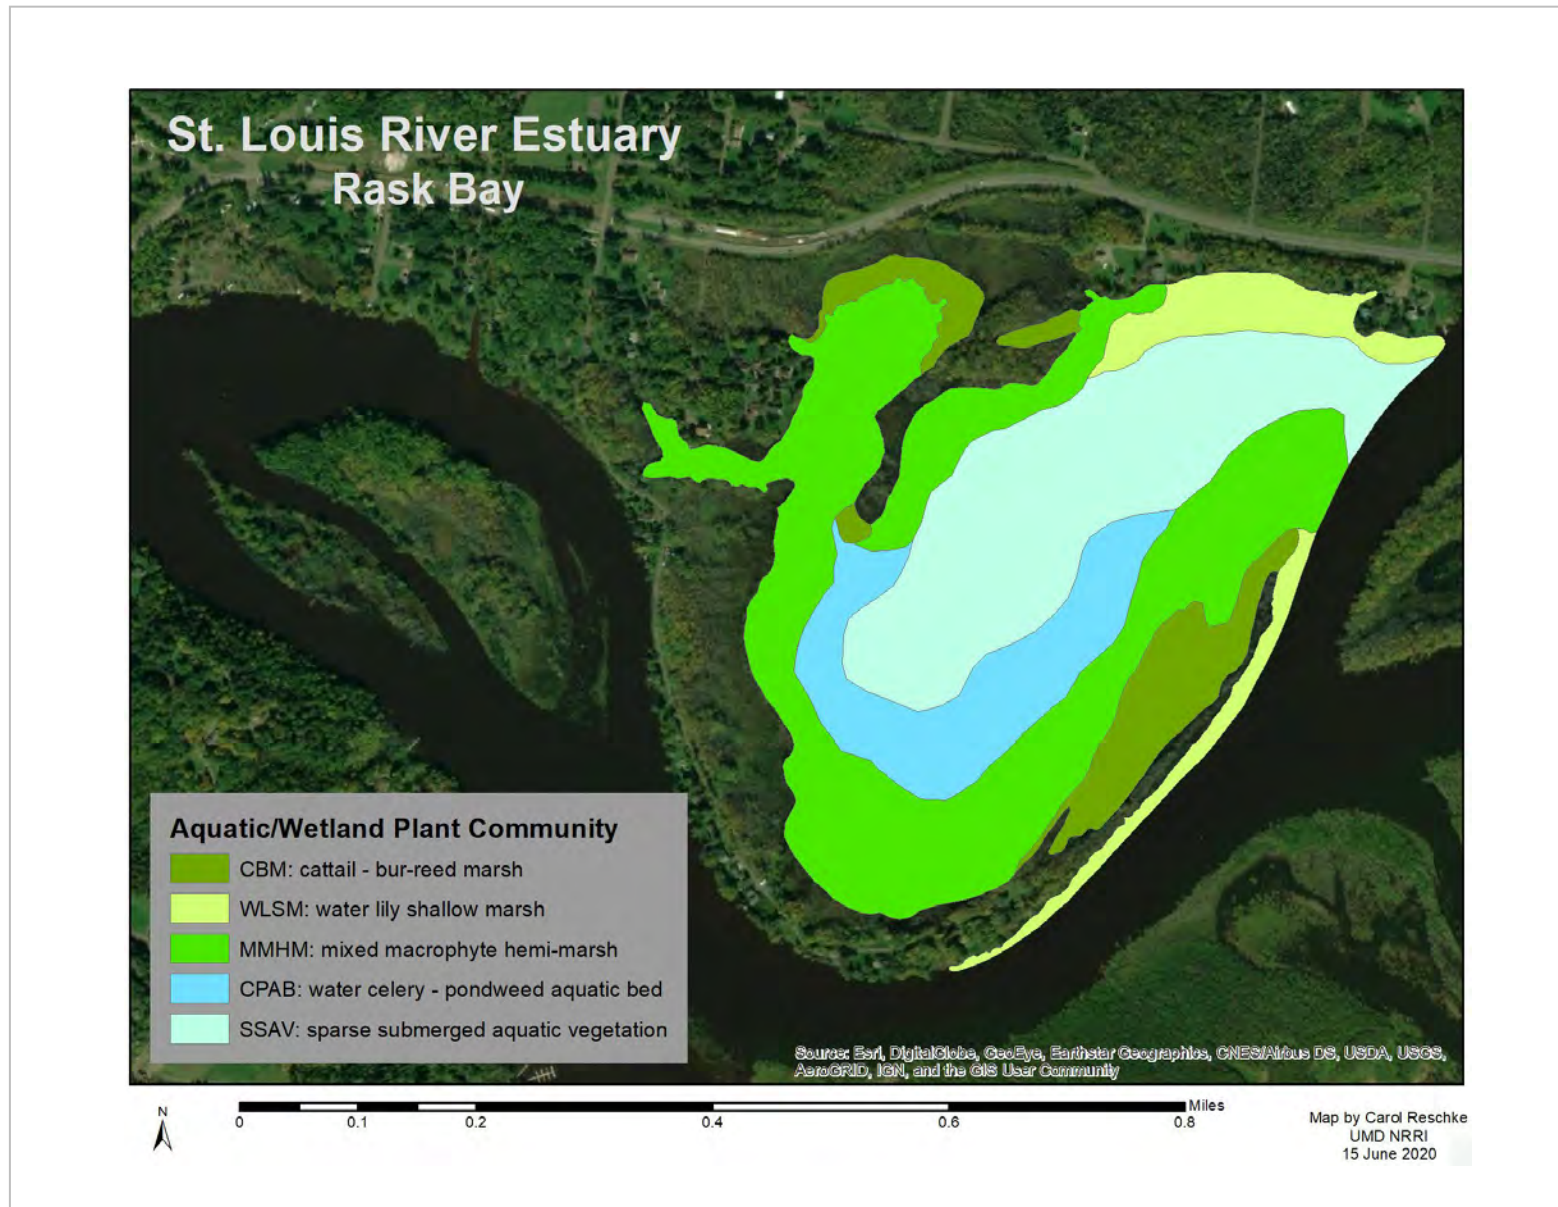 St. Louis River Estuary
Rask Bay
Aquatic/Wetland Plant Community
CBM: cattail - bur-reed marsh
WLSM: water lily shallow marsh
MMHM: mixed macrophyte hemi-marsh
CPAB: water celery - pondweed aquatic bed
SSAV: sparse submerged aquatic vegetation
Source: Esri, DigitalGlobe, GeoEye, Earthstar Geographics, CNES/Airbus DS, USDA, USGS,
AeroGRID, IGN, and the GIS User Community
N
0 0.1 0.2 0.4 0.6 0.8 Miles
Map by Carol Reschke
UMD NRRI
15 June 2020